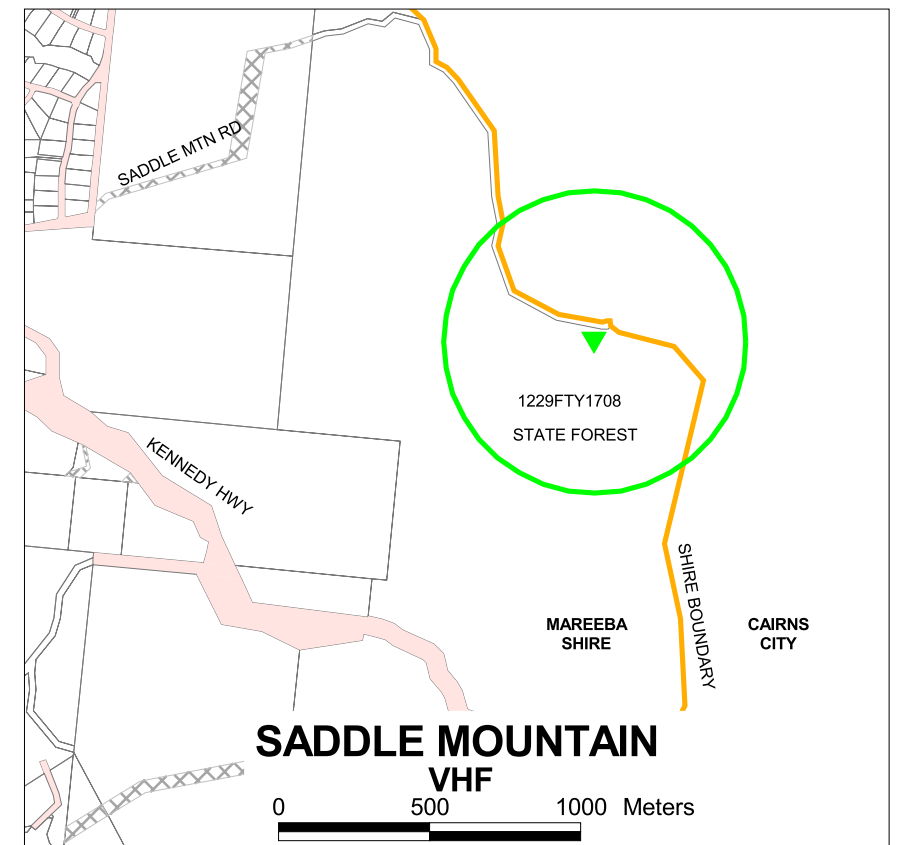 SADDLE MTN RD
1229FTY1708
STATE FOREST
KENNEDY HWY
SHIRE BOUNDARY
MAREEBA
SHIRE
CAIRNS
CITY
SADDLE MOUNTAIN
VHF
0 500 1000 Meters